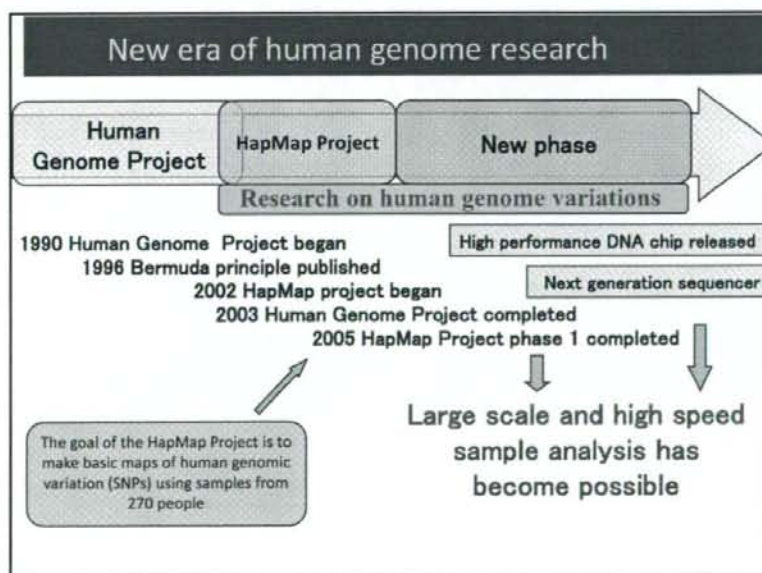 New era of human genome research
Human
Genome Project
HapMap Project
New phase
Research on human genome variations
1990 Human Genome Project began
1996 Bermuda principle published
2002 HapMap project began
2003 Human Genome Project completed
2005 HapMap Project phase 1 completed
High performance DNA chip released
Next generation sequencer
The goal of the HapMap Project is to
make basic maps of human genomic
variation (SNPs) using samples from
270 people
Large scale and high speed
sample analysis has
become possible